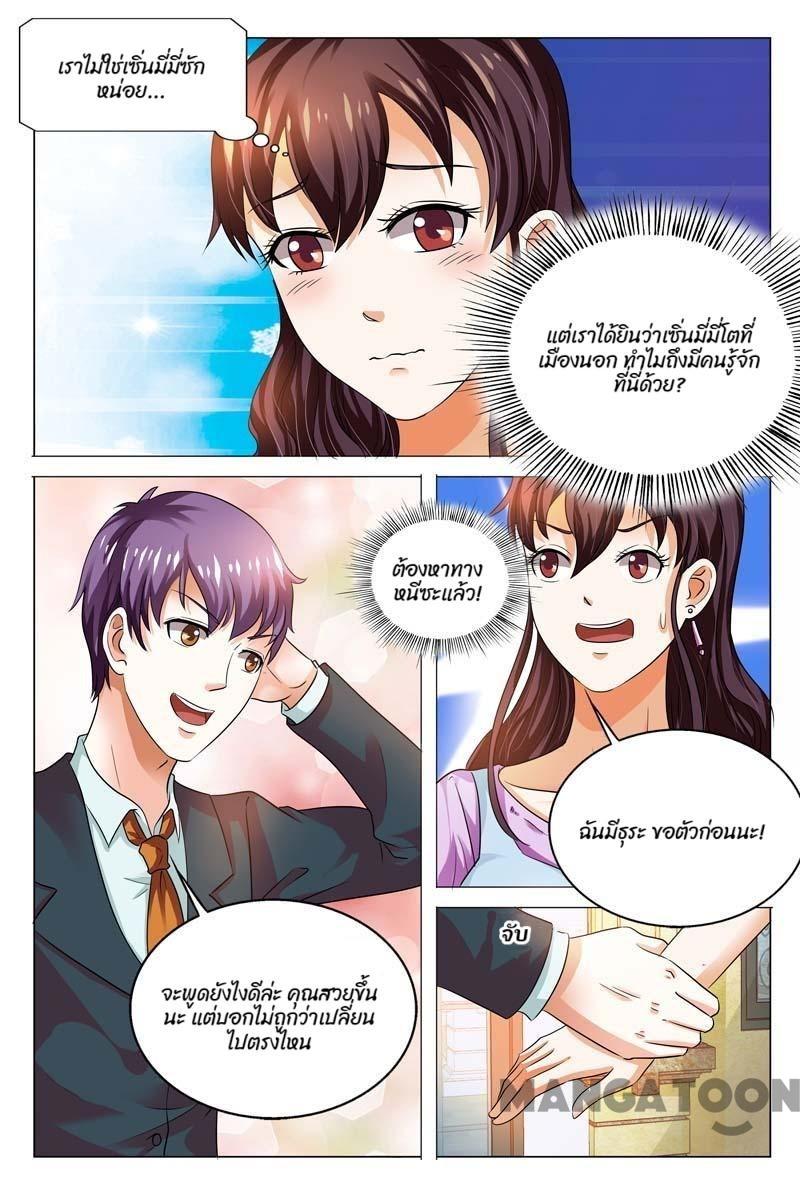 เราไม่ใช่เซิ่นมี่มี่ซัก
หน่อย...
แต่เราได้ยินว่าเซิ่นมี่มี่โตที่
เมืองนอก ทำไมถึงมีคนรู้จัก
ที่นี่ด้วย?
ต้องหาทาง
หนีซะแล้ว!
ฉันมีธุระ ขอตัวก่อนนะ!
จะพูดยังไงดีล่ะ คุณสวยขึ้น
นะ แต่บอกไม่ถูกว่าเปลี่ยน
ไปตรงไหน
จับ
MANGATOON